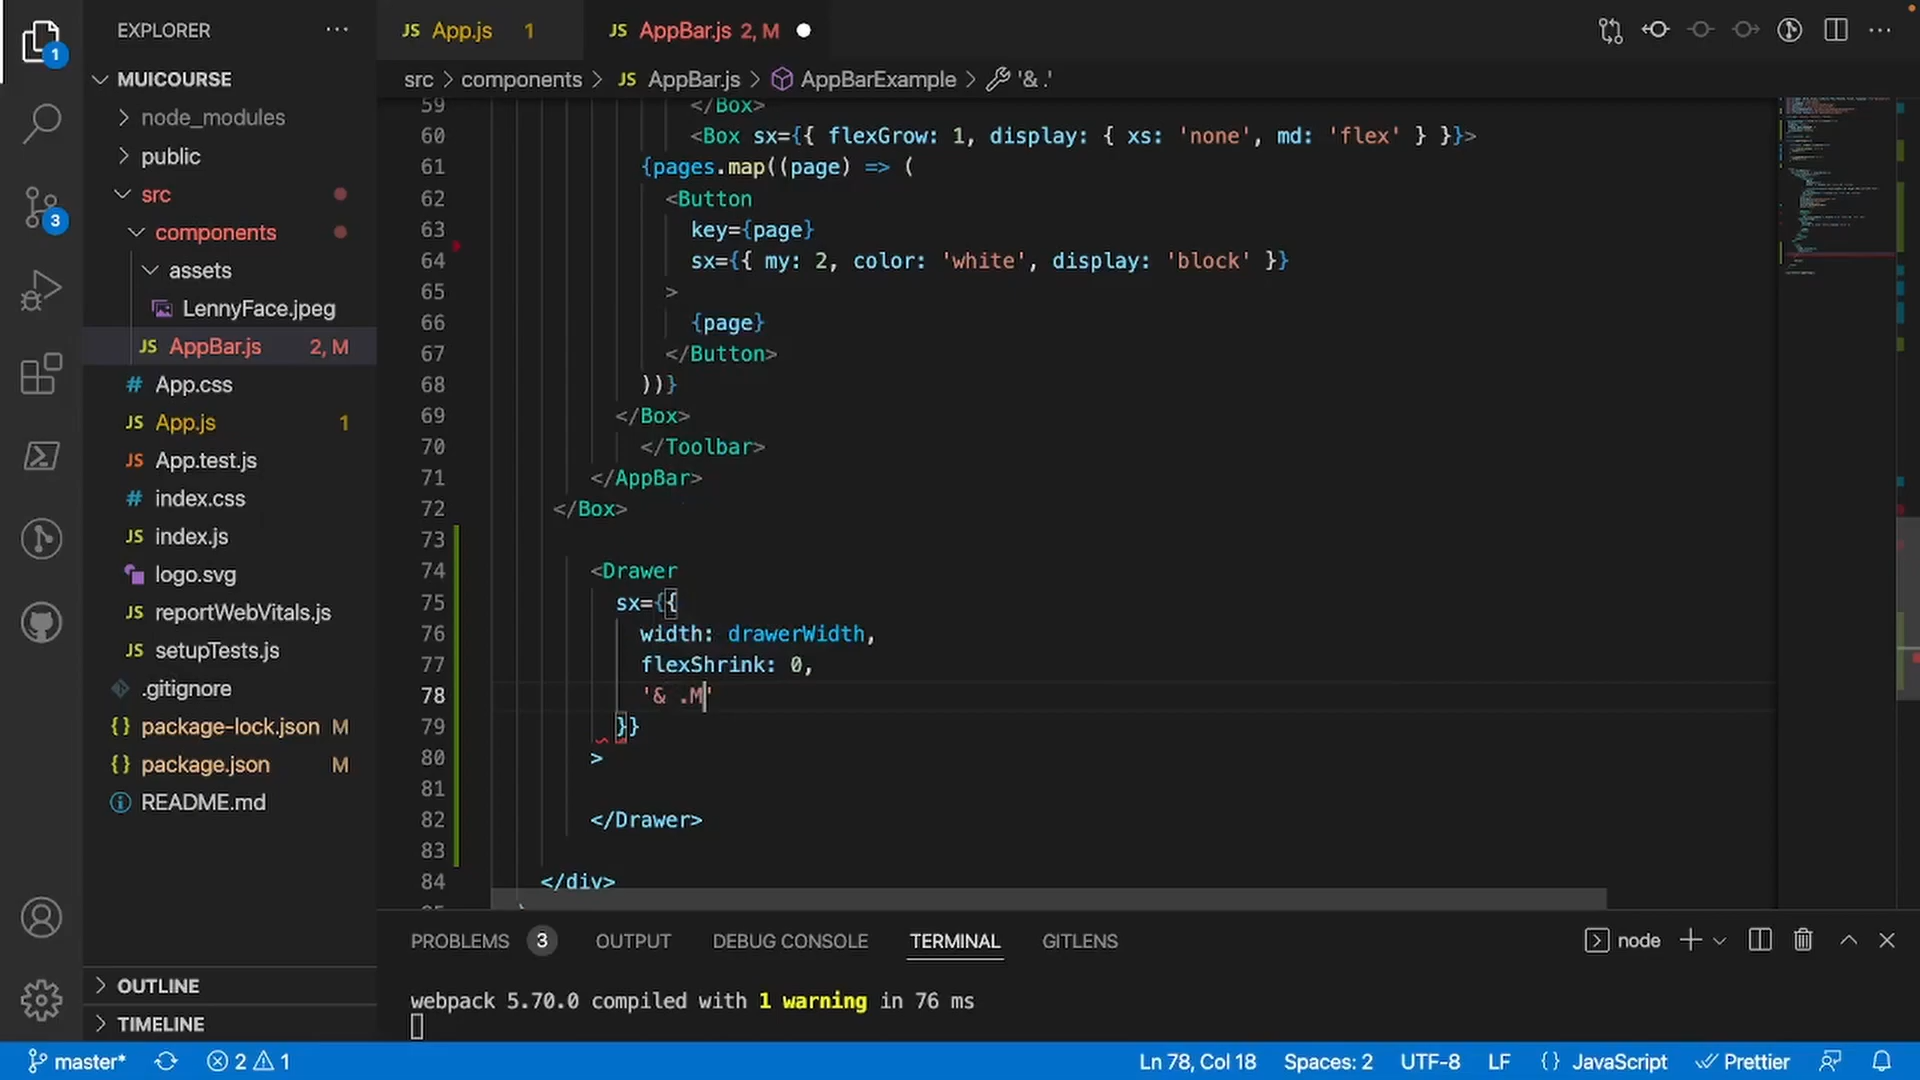 EXPLORER
MUICOURSE
node_modules
public
src
components
assets
LennyFace.jpeg
JS AppBar.js 2, M
# App.css
JS App.js 1
JS App.test.js
# index.css
JS index.js
logo.svg
JS reportWebVitals.js
JS setupTests.js
.gitignore
{} package-lock.json M
{} package.json M
README.md
OUTLINE
TIMELINE
1
3
JS App.js 1
JS AppBar.js 2, M
src > components > JS AppBar.js > AppBarExample > '& .'
59 </Box>
60 <Box sx={{ flexGrow: 1, display: { xs: 'none', md: 'flex' } }}>
61 {pages.map((page) => (
62 <Button
63 key={page}
64 sx={{ my: 2, color: 'white', display: 'block' }}
65 >
66 {page}
67 </Button>
68 ))}
69 </Box>
70 </Toolbar>
71 </AppBar>
72 </Box>
73
74 <Drawer
75 sx={{
76 width: drawerWidth,
77 flexShrink: 0,
78 '& .M'
79 }}
80 >
81
82 </Drawer>
83
84 </div>
PROBLEMS 3 OUTPUT DEBUG CONSOLE TERMINAL GITLENS
node
webpack 5.70.0 compiled with 1 warning in 76 ms
master* 2 1 Ln 78, Col 18 Spaces: 2 UTF-8 LF {} JavaScript Prettier